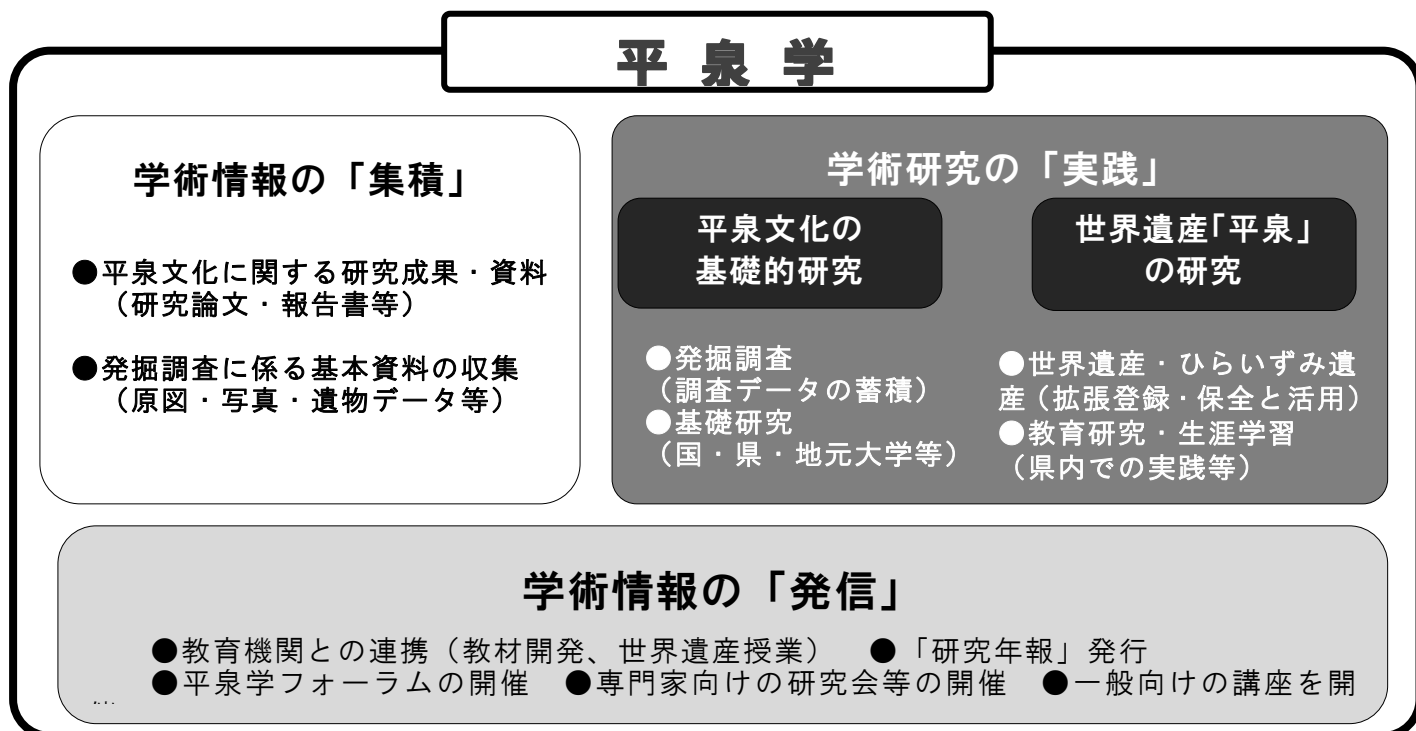 平泉学
学術情報の「集積」
●平泉文化に関する研究成果・資料
(研究論文・報告書等)
●発掘調査に係る基本資料の収集
(原図・写真・遺物データ等)
学術研究の「実践」
平泉文化の
基礎的研究
●発掘調査
(調査データの蓄積)
●基礎研究
(国・県・地元大学等)
世界遺産「平泉」
の研究
●世界遺産・ひらいずみ遺
産(拡張登録・保全と活用)
●教育研究・生涯学習
(県内での実践等)
学術情報の「発信」
●教育機関との連携(教材開発、世界遺産授業) ●「研究年報」発行
●平泉学フォーラムの開催 ●専門家向けの研究会等の開催 ●一般向けの講座を開